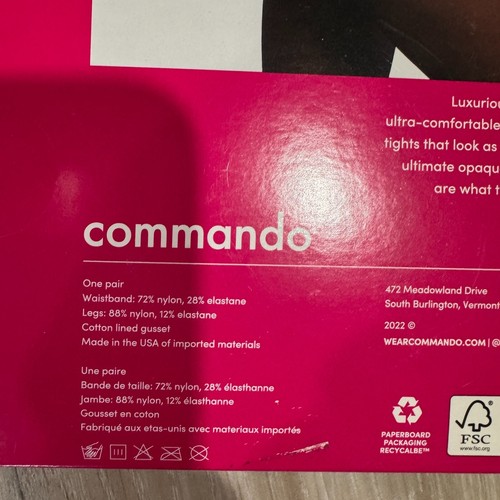 ultra-comfortable
tights that look as
ultimate
are what
commando
One pair
Waistband: 72% nylon, 28% elastane
Legs: 88% nylon, 12% elastane
Cotton lined gusset
Made in the USA of imported materials
472 Meadowland Drive
South Burlington, Vermont
2022 ©
WEARCOMMANDO.COM | @
Une paire
Bande de taille: 72% nylon, 28% élasthanne
Jambe: 88% nylon, 12% élasthanne
Gousset en coton
Fabriqué aux etas-unis avec materiaux importés
PAPERBOARD
PACKAGING
RECYCALBE™
FSC
www.fsc.org